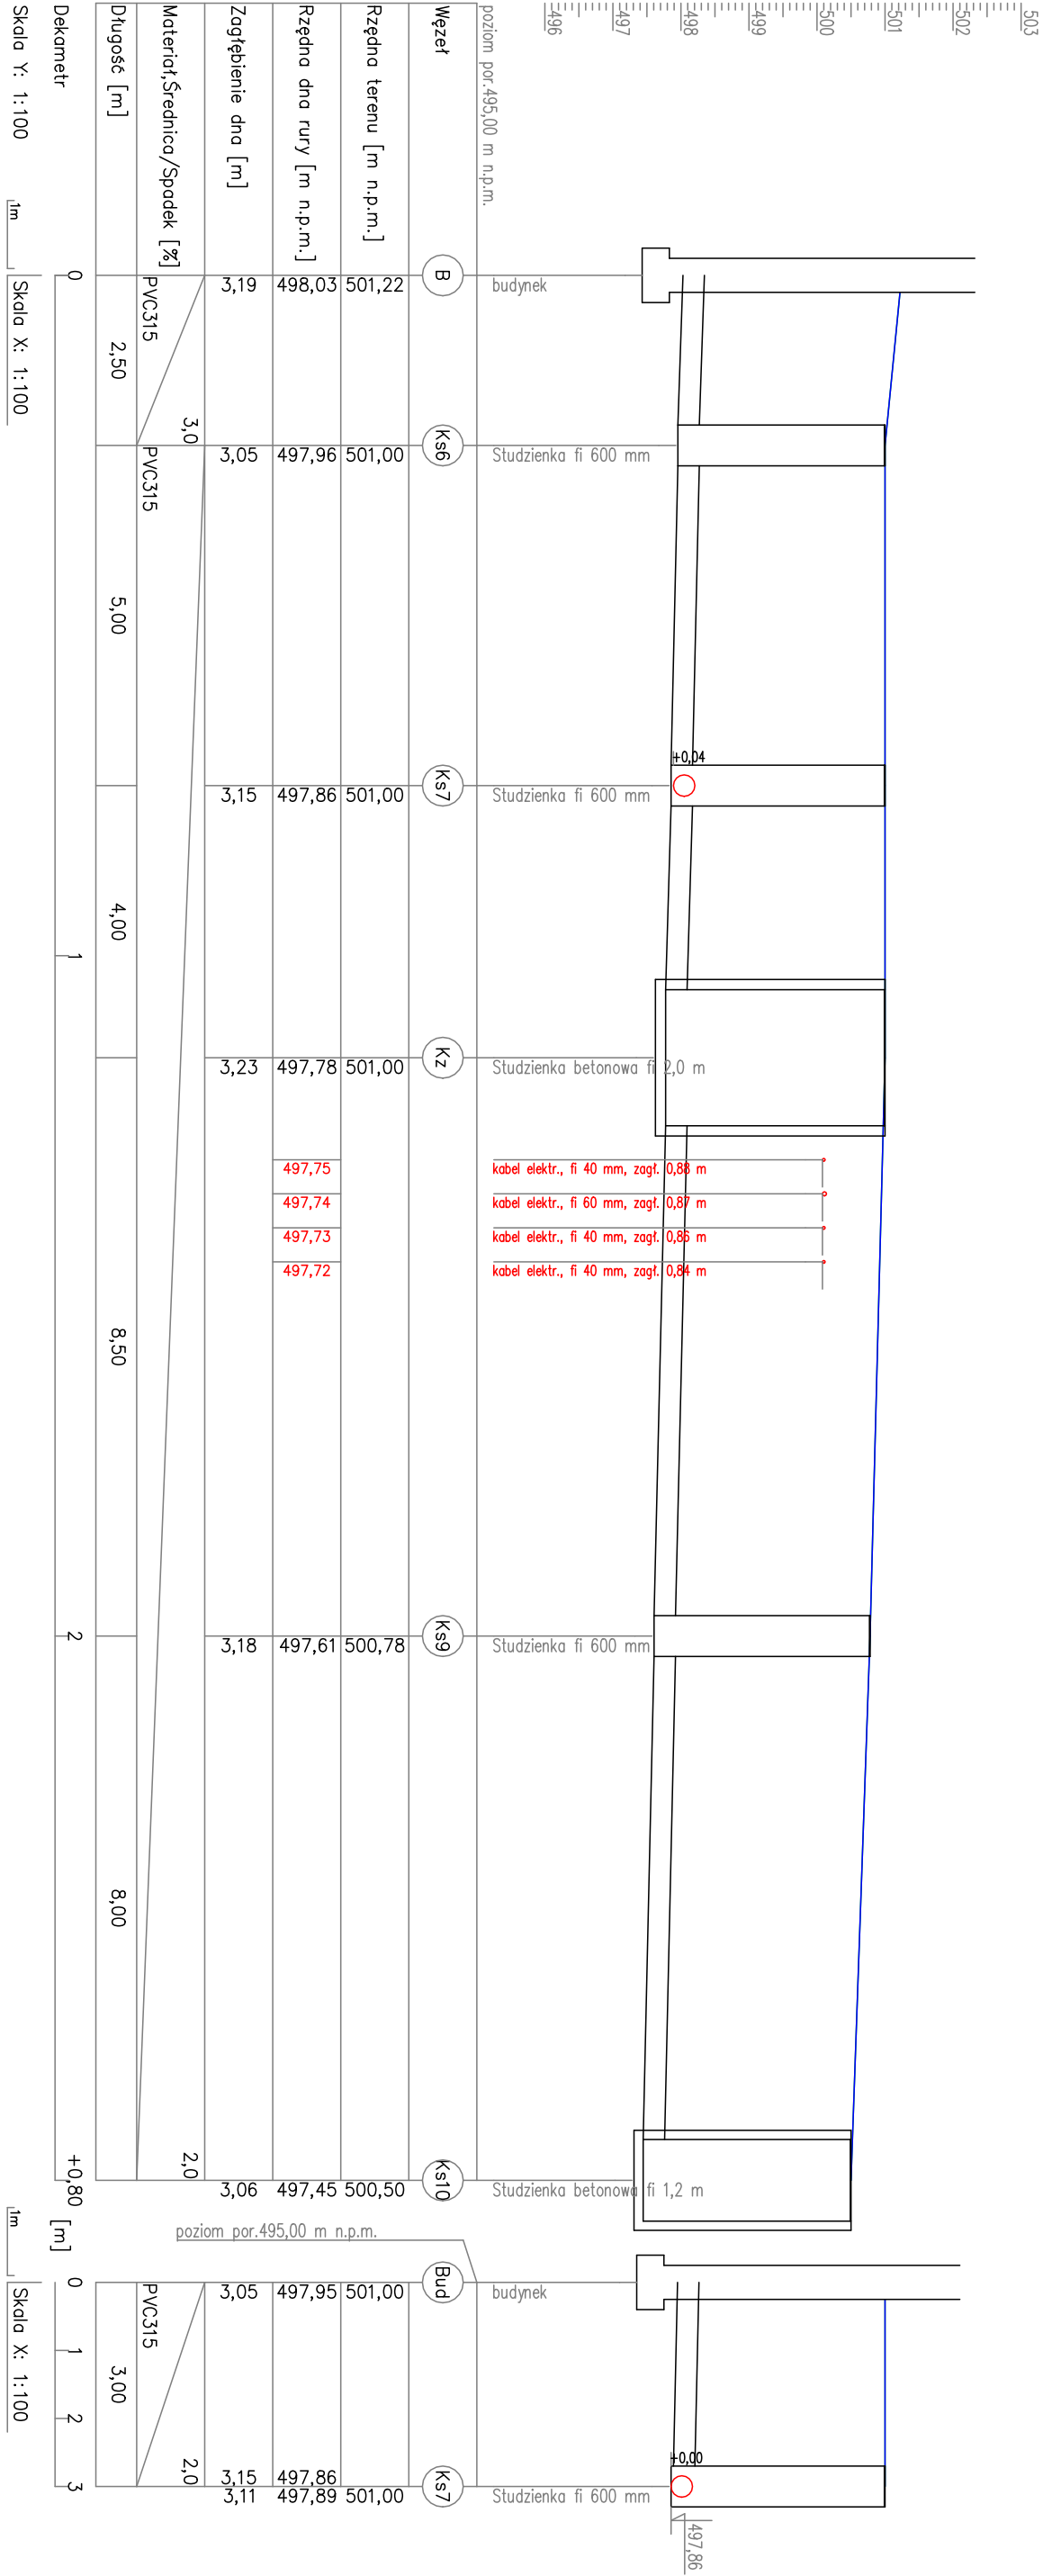 503
502
501
500
499
498
497
496
poziom por.495,00 m n.p.m.
Węzeł
Rzędna terenu [m n.p.m.]
Rzędna dna rury [m n.p.m.]
Zagłębienie dna [m]
Materiał,Średnica/Spadek [%]
Długość [m]
Dekametr
Skala Y: 1:100
1m
Skala X: 1:100
budynek
B
501,22
498,03
3,19
PVC315
0
2,50
3,0
Studzienka fi 600 mm
Ks6
501,00
497,96
3,05
PVC315
5,00
+0,04
Studzienka fi 600 mm
Ks7
501,00
497,86
3,15
4,00
1
Studzienka betonowa fi 2,0 m
Kz
501,00
497,78
3,23
kabel elektr., fi 40 mm, zagł. 0,88 m
497,75
kabel elektr., fi 60 mm, zagł. 0,87 m
497,74
kabel elektr., fi 40 mm, zagł. 0,86 m
497,73
kabel elektr., fi 40 mm, zagł. 0,84 m
497,72
8,50
Studzienka fi 600 mm
Ks9
500,78
497,61
3,18
2
8,00
2,0
Studzienka betonowa fi 1,2 m
Ks10
500,50
497,45
3,06
+0,80
[m]
poziom por.495,00 m n.p.m.
1m
Skala X: 1:100
budynek
Bud
501,00
497,95
3,05
PVC315
0
1
3,00
2
2,0
+0,00
Studzienka fi 600 mm
Ks7
497,86
3,15
501,00
497,89
3,11
3
497,86